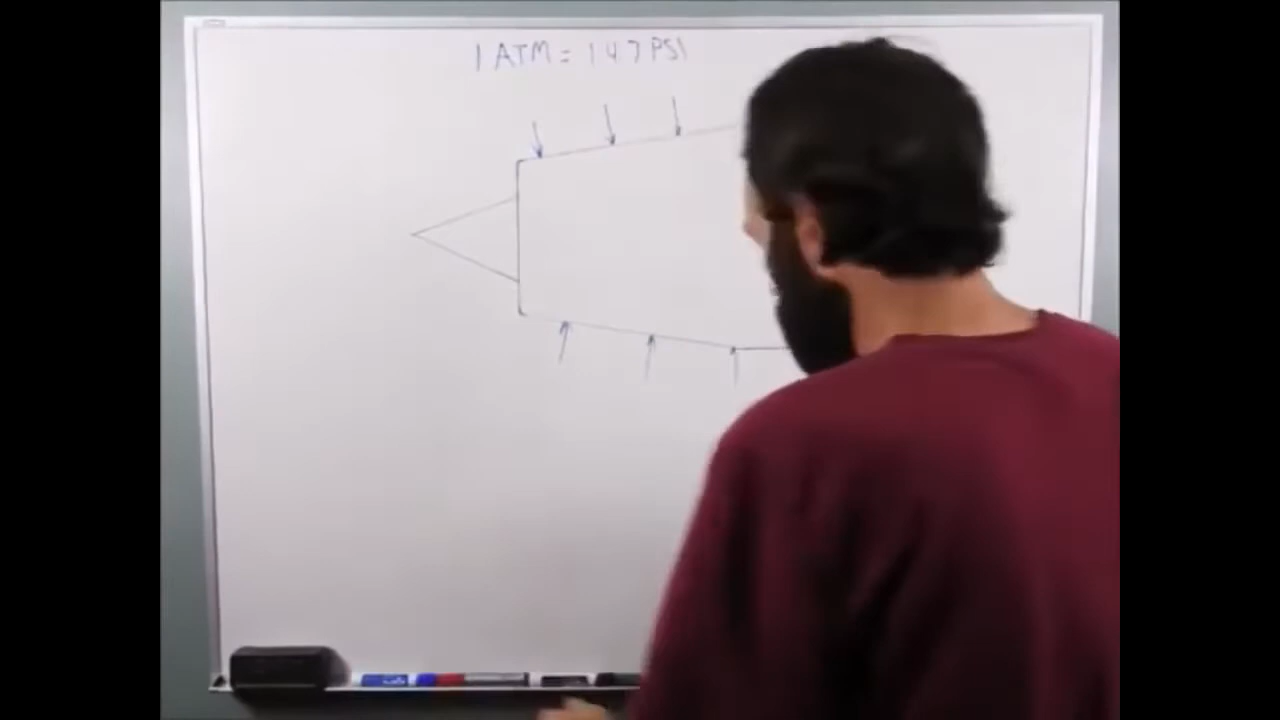 1 ATM = 14.7 PSI